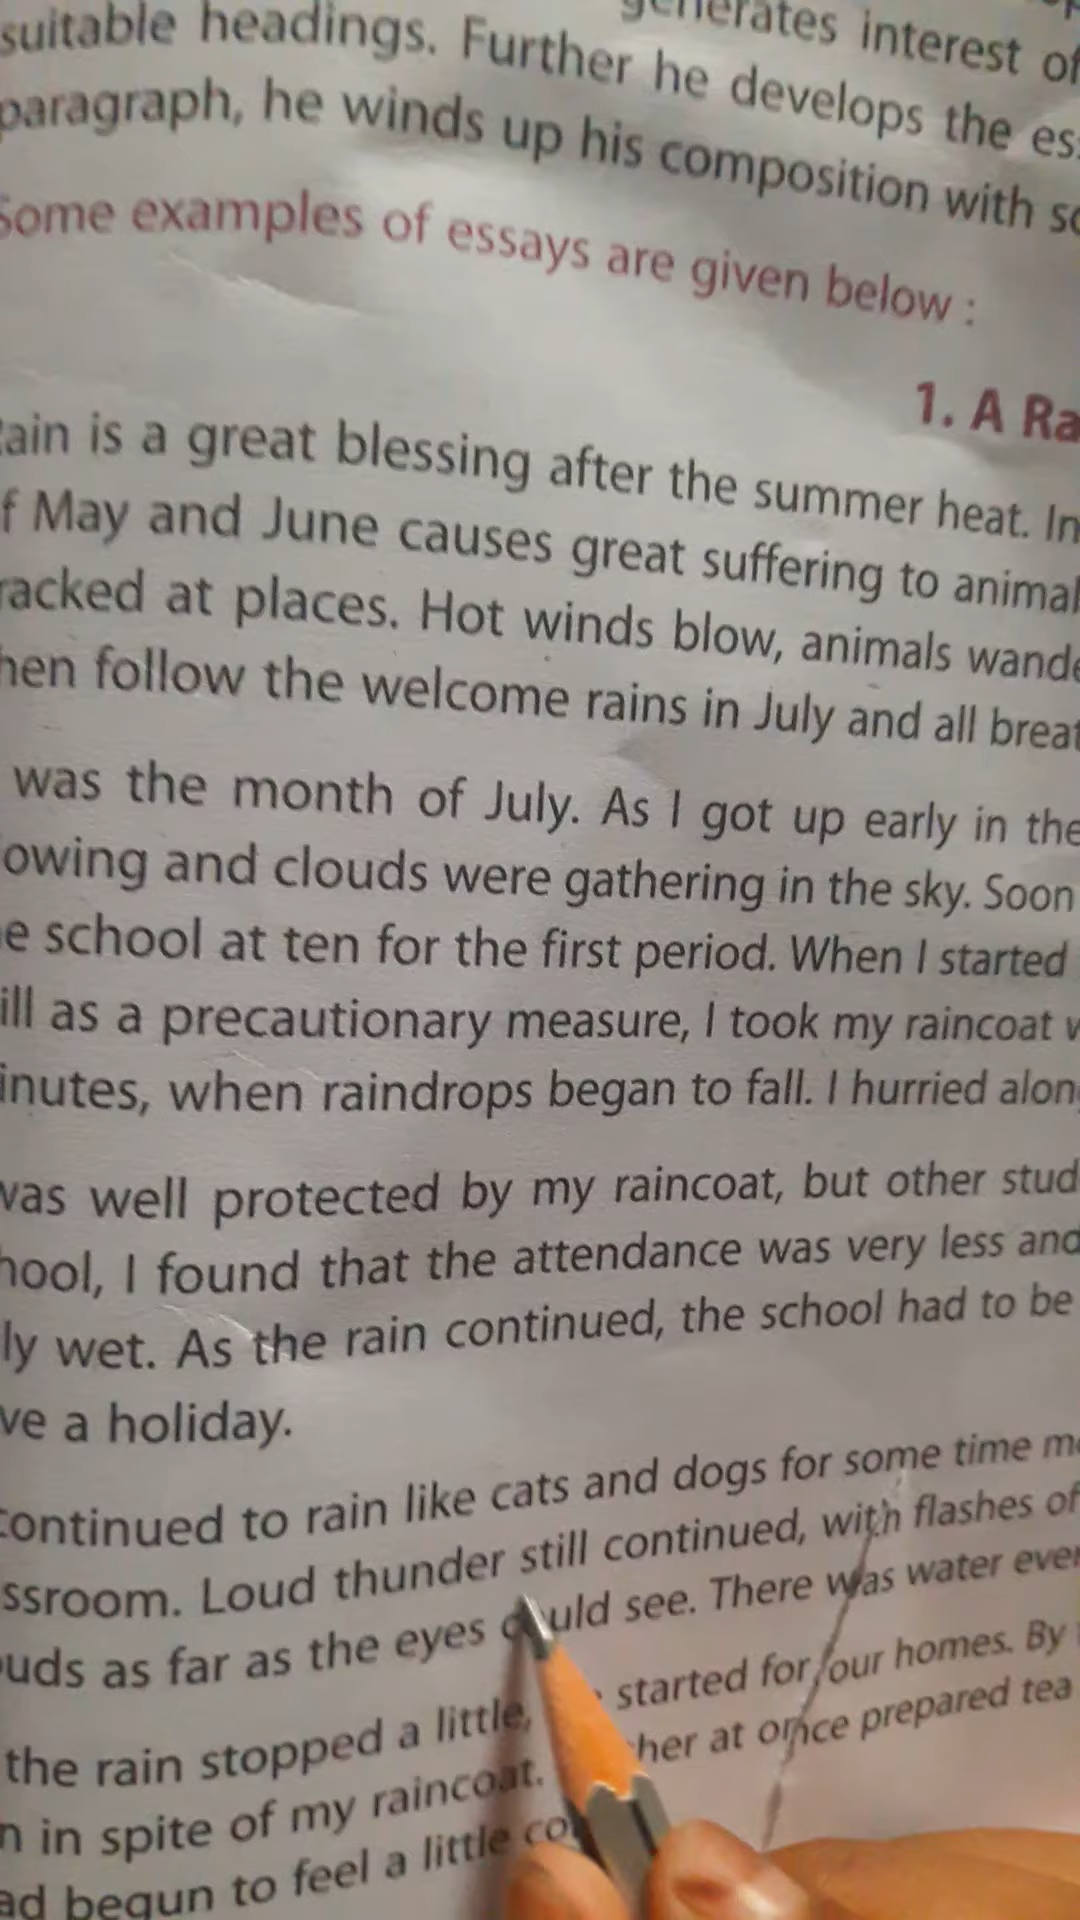 generates interest of
suitable headings. Further he develops the
paragraph, he winds up his composition with
Some examples of essays are given below :
1. A
ain is a great blessing after the summer heat. In
f May and June causes great suffering to animal
racked at places. Hot winds blow, animals wande
hen follow the welcome rains in July and all breat
was the month of July. As I got up early in the
owing and clouds were gathering in the sky. Soon
e school at ten for the first period. When I started
ill as a precautionary measure, I took my raincoat
inutes, when raindrops began to fall. I hurried along
was well protected by my raincoat, but other stud
hool, I found that the attendance was very less and
ly wet. As the rain continued, the school had to be
ve a holiday.
continued to rain like cats and dogs for some time
ssroom. Loud thunder still continued, with flashes of
ouds as far as the eyes could see. There was water ever
the rain stopped a little, started for our homes. By
n in spite of my raincoat. her at once prepared tea
ad begun to feel a little